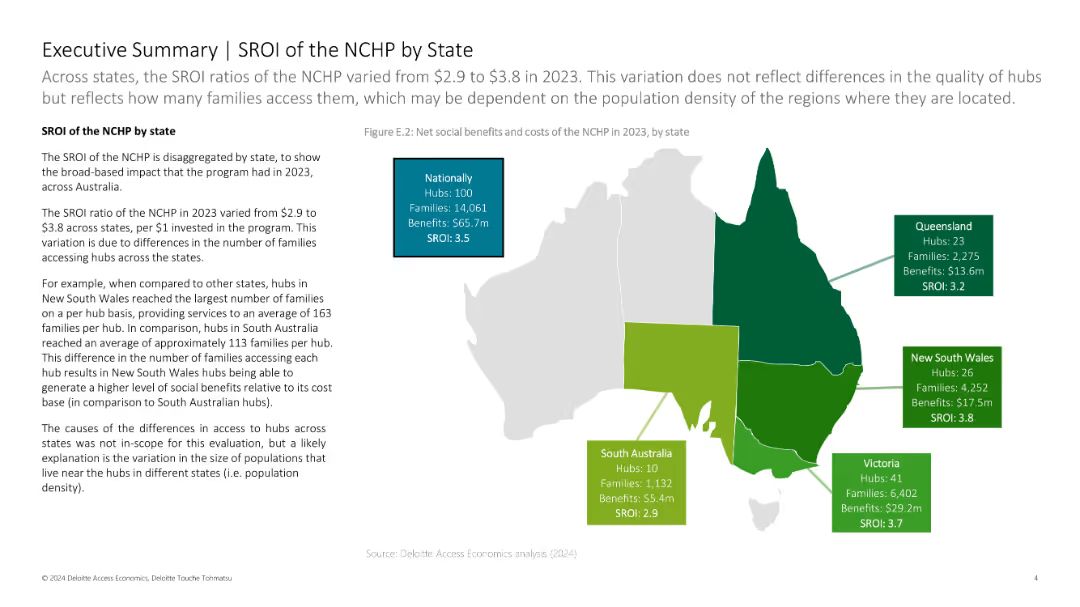 Executive Summary | SROI of the NCHP by State
Across states, the SROI ratios of the NCHP varied from $2.9 to $3.8 in 2023. This variation does not reflect differences in the quality of hubs
but reflects how many families access them, which may be dependent on the population density of the regions where they are located.
SROI of the NCHP by state
The SROI of the NCHP is disaggregated by state, to show
the broad-based impact that the program had in 2023,
across Australia.
The SROI ratio of the NCHP in 2023 varied from $2.9 to
$3.8 across states, per $1 invested in the program. This
variation is due to differences in the number of families
accessing hubs across the states.
For example, when compared to other states, hubs in
New South Wales reached the largest number of families
on a per hub basis, providing services to an average of 163
families per hub. In comparison, hubs in South Australia
reached an average of approximately 113 families per hub.
This difference in the number of families accessing each
hub results in New South Wales hubs being able to
generate a higher level of social benefits relative to its cost
base (in comparison to South Australian hubs).
The causes of the differences in access to hubs across
states was not in-scope for this evaluation, but a likely
explanation is the variation in the size of populations that
live near the hubs in different states (i.e. population
density).
Figure E.2: Net social benefits and costs of the NCHP in 2023, by state
Nationally
Hubs: 100
Families: 14,061
Benefits: $65.7m
SROI: 3.5
Queensland
Hubs: 23
Families: 2,275
Benefits: $13.6m
SROI: 3.2
New South Wales
Hubs: 26
Families: 4,252
Benefits: $17.5m
SROI: 3.8
South Australia
Hubs: 10
Families: 1,132
Benefits: $5.4m
SROI: 2.9
Victoria
Hubs: 41
Families: 6,402
Benefits: $29.2m
SROI: 3.7
Source: Deloitte Access Economics analysis (2024)
© 2024 Deloitte Access Economics, Deloitte Touche Tohmatsu
4